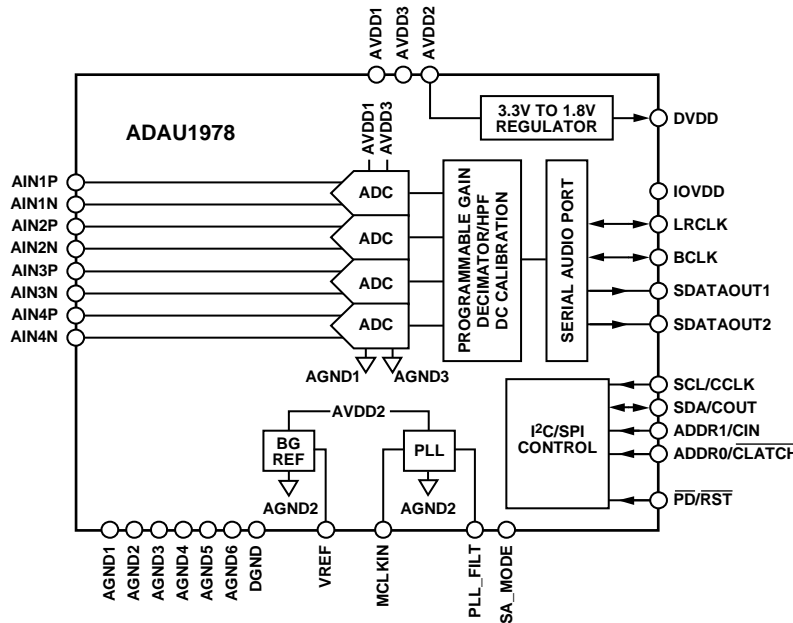 AVDD1
AVDD3
AVDD2
ADAU1978
AVDD1
AVDD3
3.3V TO 1.8V
REGULATOR
DVDD
IOVDD
LRCLK
BCLK
SDATAOUT1
SDATAOUT2
AIN1P
AIN1N
AIN2P
AIN2N
AIN3P
AIN3N
AIN4P
AIN4N
ADC
ADC
ADC
ADC
PROGRAMMABLE GAIN
DECIMATOR/HPF
DC CALIBRATION
SERIAL AUDIO PORT
AGND1
AGND3
SCL/CCLK
SDA/COUT
ADDR1/CIN
ADDR0/CLATCH
PD/RST
I²C/SPI
CONTROL
AVDD2
BG
REF
PLL
AGND2
AGND2
AGND1
AGND2
AGND3
AGND4
AGND5
AGND6
DGND
VREF
MCLKIN
PLL_FILT
SA_MODE